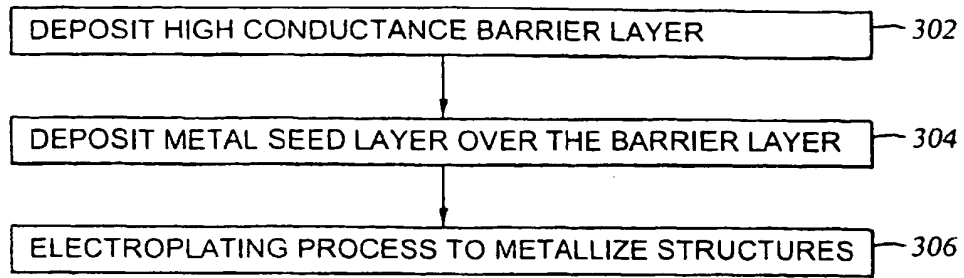 DEPOSIT HIGH CONDUCTANCE BARRIER LAYER 302
DEPOSIT METAL SEED LAYER OVER THE BARRIER LAYER 304
ELECTROPLATING PROCESS TO METALLIZE STRUCTURES 306